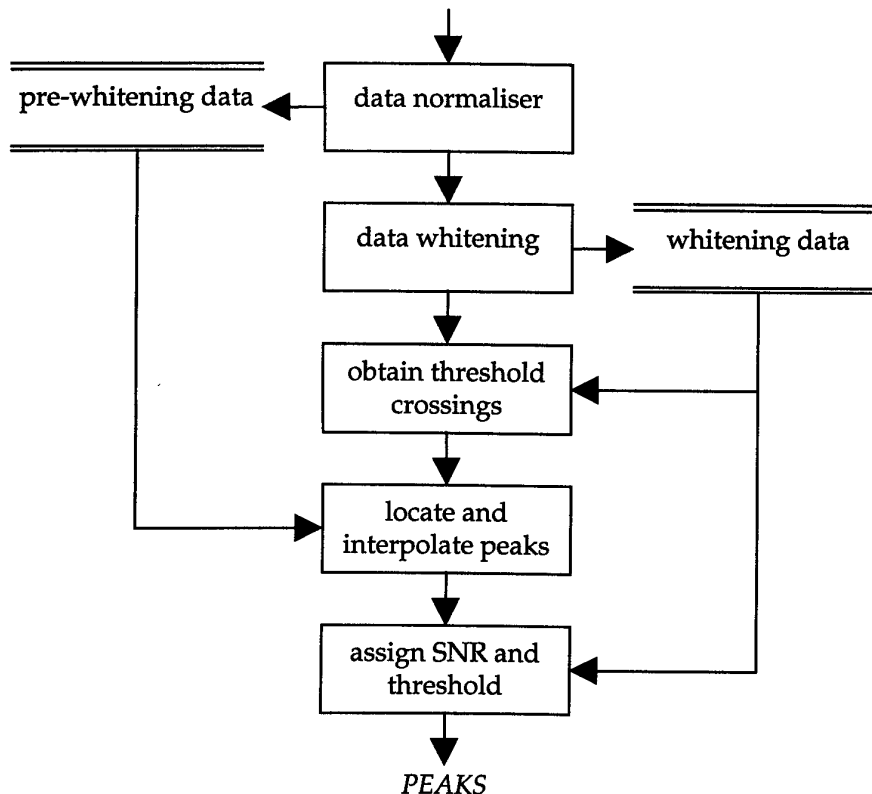 pre-whitening data
data normaliser
data whitening
whitening data
obtain threshold
crossings
locate and
interpolate peaks
assign SNR and
threshold
PEAKS